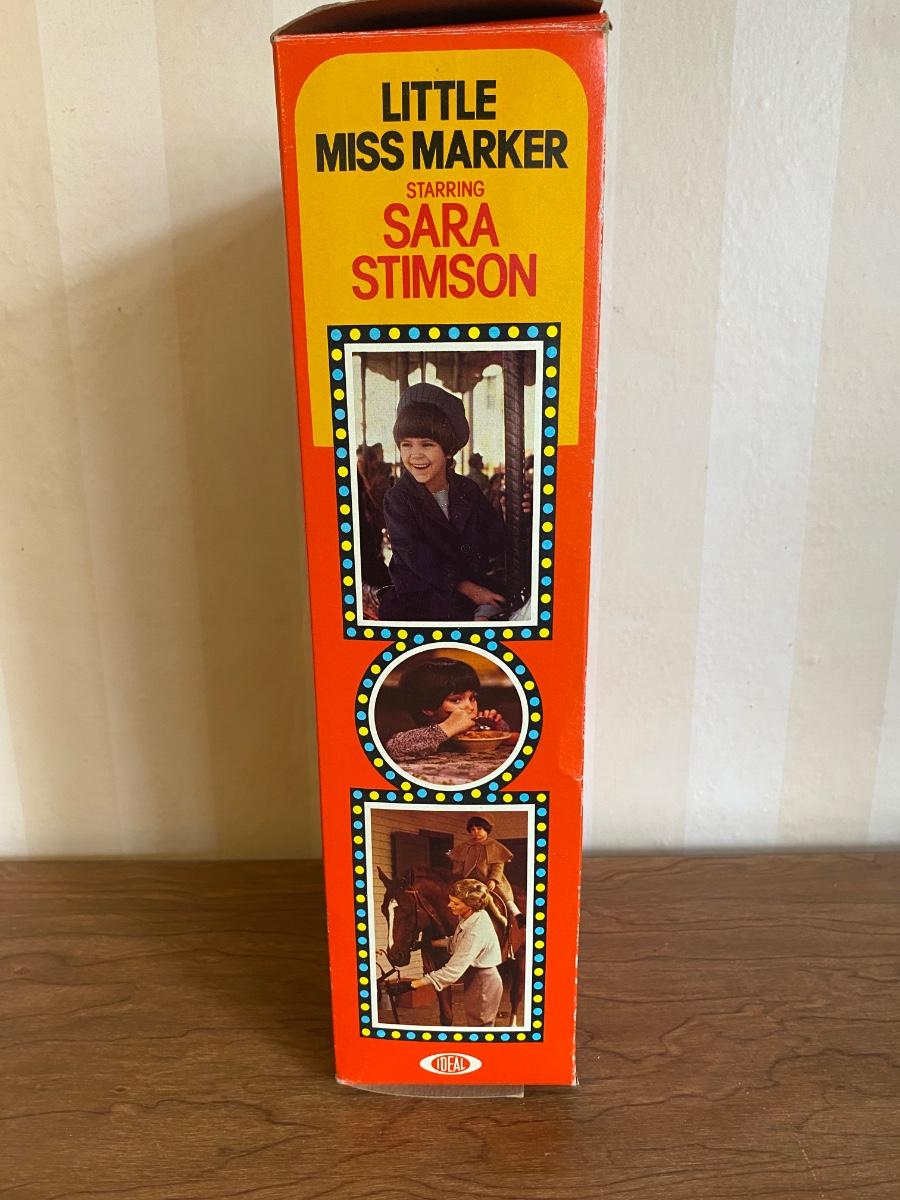 LITTLE
MISS MARKER
STARRING
SARA
STIMSON
IDEAL